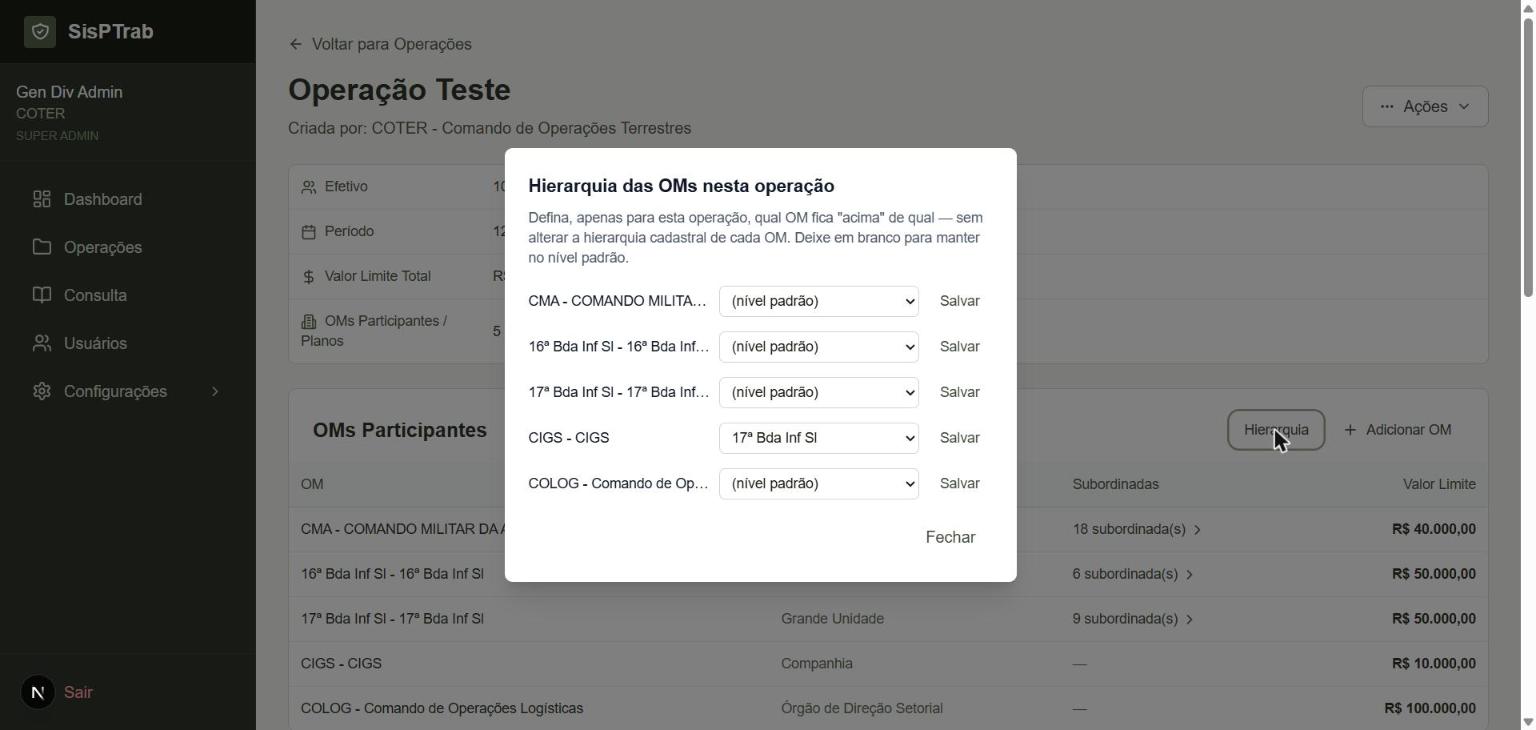 SisPTrab
Gen Div Admin
COTER
SUPER ADMIN
Dashboard
Operações
Consulta
Usuários
Configurações
N
Sair
Voltar para Operações
Operação Teste
Criada por: COTER - Comando de Operações Terrestres
Ações
Efetivo
10
Período
12
Valor Limite Total
R$
OMs Participantes /
Planos
5
Hierarquia das OMs nesta operação
Defina, apenas para esta operação, qual OM fica "acima" de qual — sem
alterar a hierarquia cadastral de cada OM. Deixe em branco para manter
no nível padrão.
CMA - COMANDO MILITA... (nível padrão) Salvar
16ª Bda Inf Sl - 16ª Bda Inf... (nível padrão) Salvar
17ª Bda Inf Sl - 17ª Bda Inf... (nível padrão) Salvar
CIGS - CIGS 17ª Bda Inf Sl Salvar
COLOG - Comando de Op... (nível padrão) Salvar
Fechar
OMs Participantes
Hierarquia
+ Adicionar OM
OM Subordinadas Valor Limite
CMA - COMANDO MILITAR DA 18 subordinada(s) R$ 40.000,00
16ª Bda Inf Sl - 16ª Bda Inf Sl 6 subordinada(s) R$ 50.000,00
17ª Bda Inf Sl - 17ª Bda Inf Sl Grande Unidade 9 subordinada(s) R$ 50.000,00
CIGS - CIGS Companhia — R$ 10.000,00
COLOG - Comando de Operações Logísticas Órgão de Direção Setorial — R$ 100.000,00